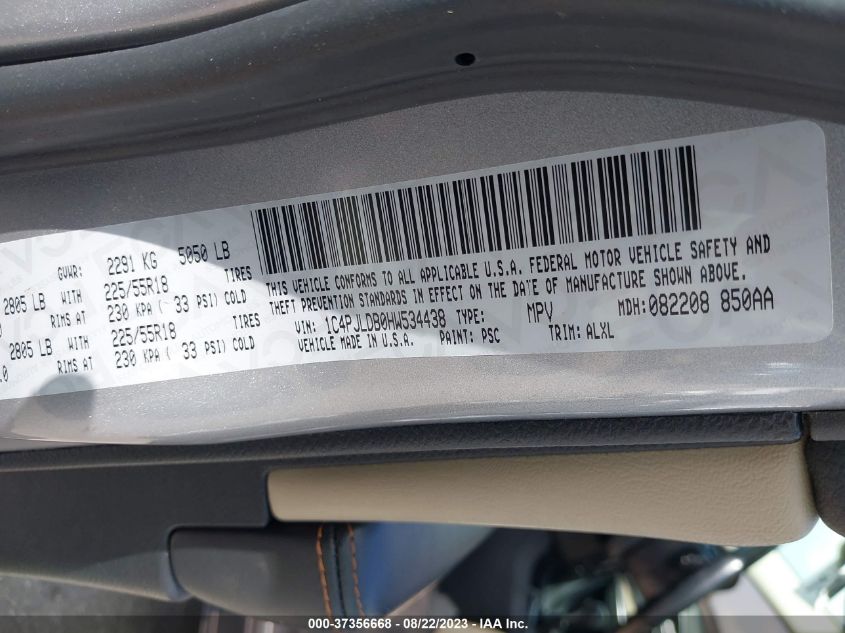 GVWR: 2291 KG 5050 LB
2805 LB WITH 225/55R18 TIRES
RIMS AT 230 KPA ( 33 PSI) COLD
2805 LB WITH 225/55R18 TIRES
RIMS AT 230 KPA ( 33 PSI) COLD
THIS VEHICLE CONFORMS TO ALL APPLICABLE U.S.A. FEDERAL MOTOR VEHICLE SAFETY AND
THEFT PREVENTION STANDARDS IN EFFECT ON THE DATE OF MANUFACTURE SHOWN ABOVE.
VIN: 1C4PJLDB0HW534438 TYPE: MPV MDH:082208 850AA
VEHICLE MADE IN U.S.A. PAINT: PSC TRIM: ALXL
000-37356668 - 08/22/2023 - IAA Inc.